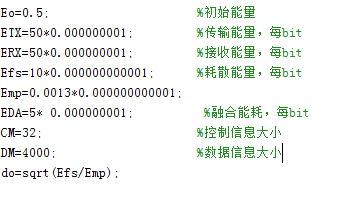 Eo=0.5; %初始能量
ETX=50*0.000000001; %传输能量，每bit
ERX=50*0.000000001; %接收能量，每bit
Efs=10*0.000000000001; %耗散能量，每bit
Emp=0.0013*0.000000000001;
EDA=5* 0.000000001; %融合能耗，每bit
CM=32; %控制信息大小
DM=4000; %数据信息大小
do=sqrt(Efs/Emp);